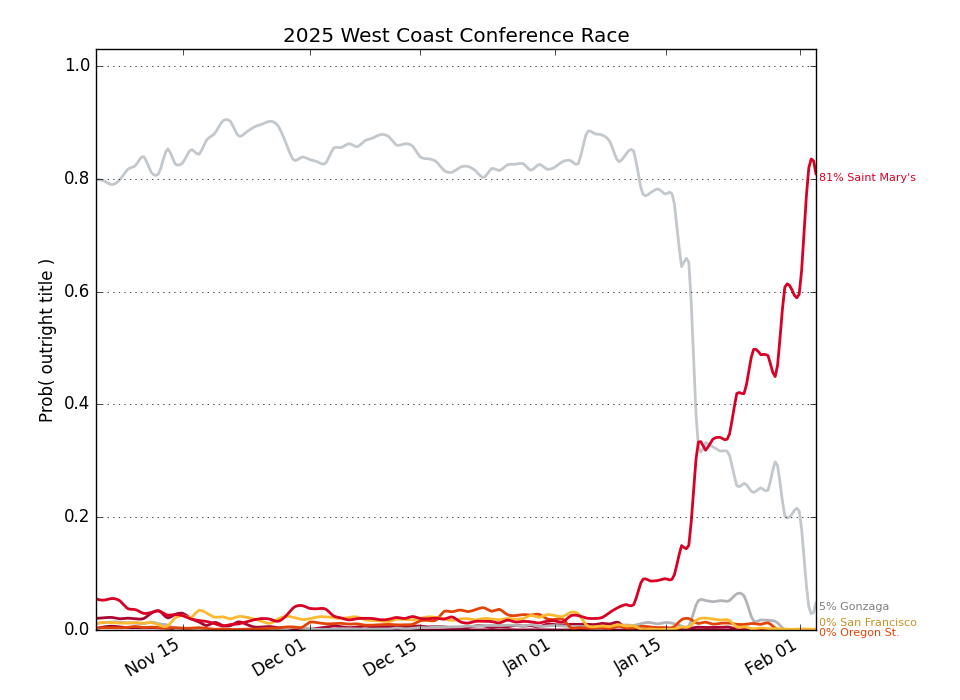 2025 West Coast Conference Race
Prob( outright title )
1.0
0.8
0.6
0.4
0.2
0.0
81% Saint Mary's
5% Gonzaga
0% San Francisco
0% Oregon St.
Nov 15
Dec 01
Dec 15
Jan 01
Jan 15
Feb 01